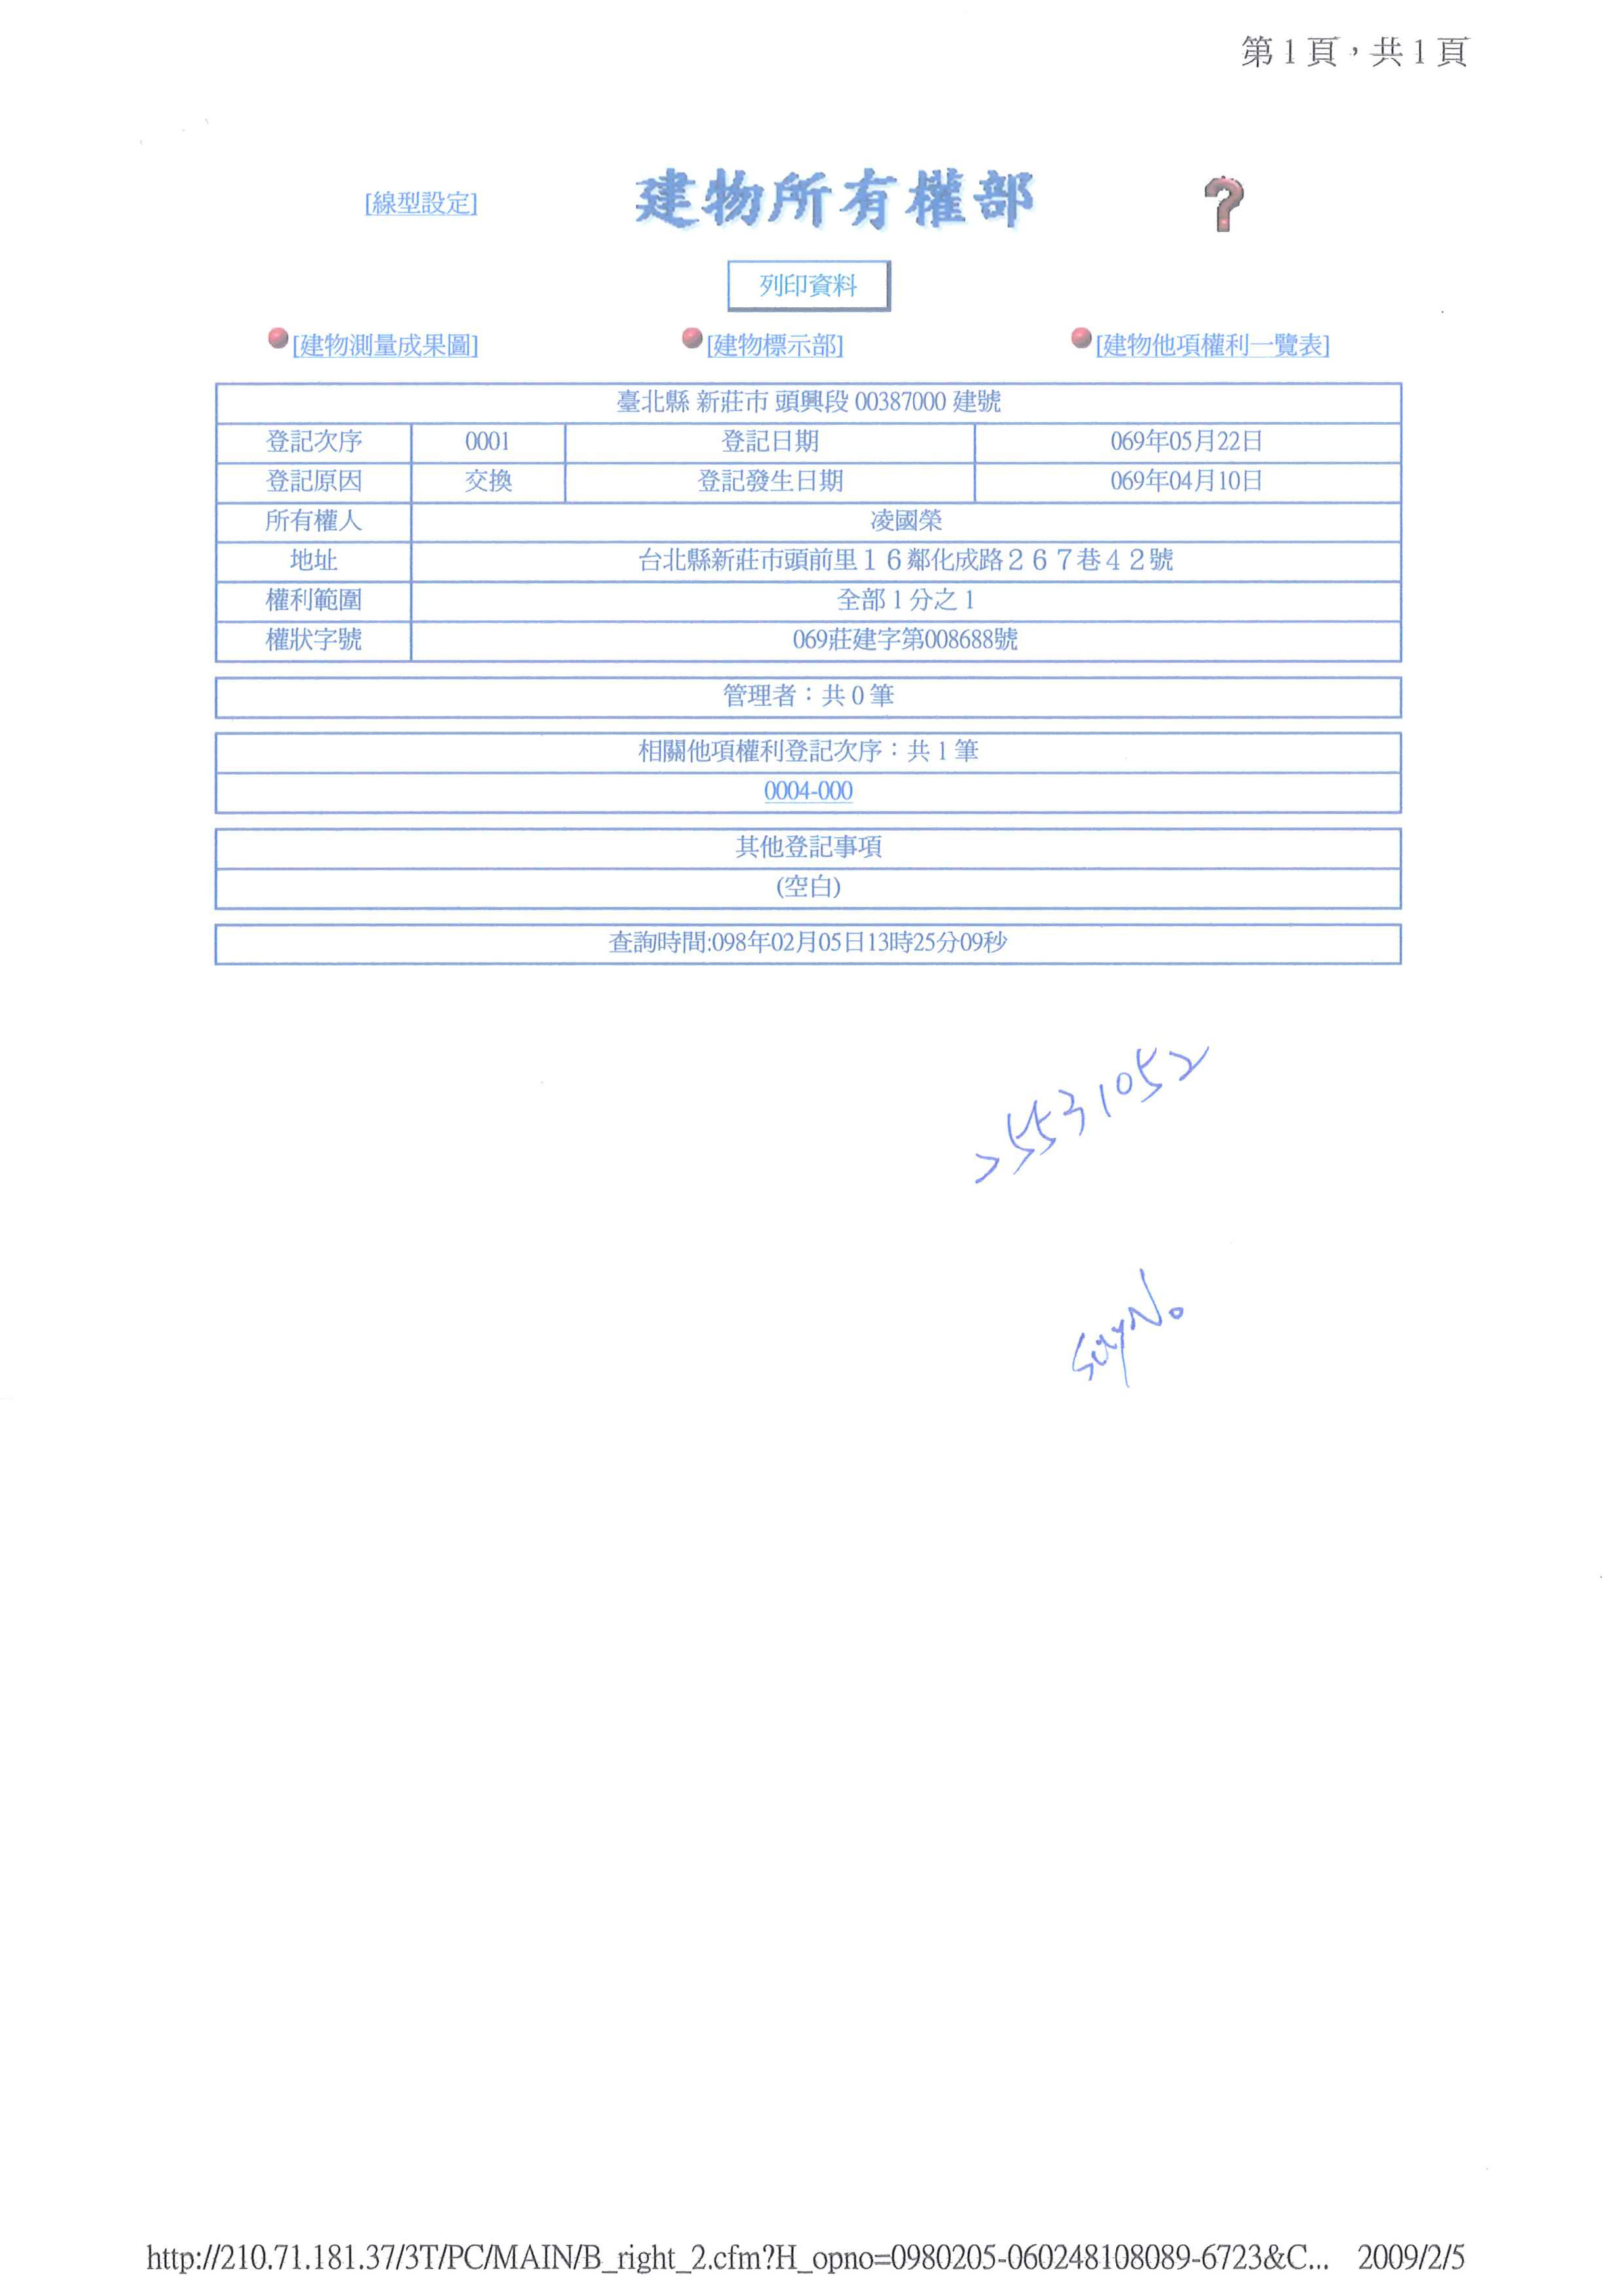 第1頁，共1頁
[線型設定] 建物所有權部 ?
列印資料
[建物測量成果圖] [建物標示部] [建物他項權利一覽表]
臺北縣 新莊市 頭興段 00387000 建號
登記次序 0001 登記日期 069年05月22日
登記原因 交換 登記發生日期 069年04月10日
所有權人 凌國榮
地址 台北縣新莊市頭前里１６鄰化成路２６７巷４２號
權利範圍 全部 1 分之 1
權狀字號 069莊建字第008688號
管理者：共 0 筆
相關他項權利登記次序：共 1 筆
0004-000
其他登記事項
(空白)
查詢時間:098年02月05日13時25分09秒
5531052
No
http://210.71.181.37/3T/PC/MAIN/B_right_2.cfm?H_opno=0980205-060248108089-6723&C... 2009/2/5